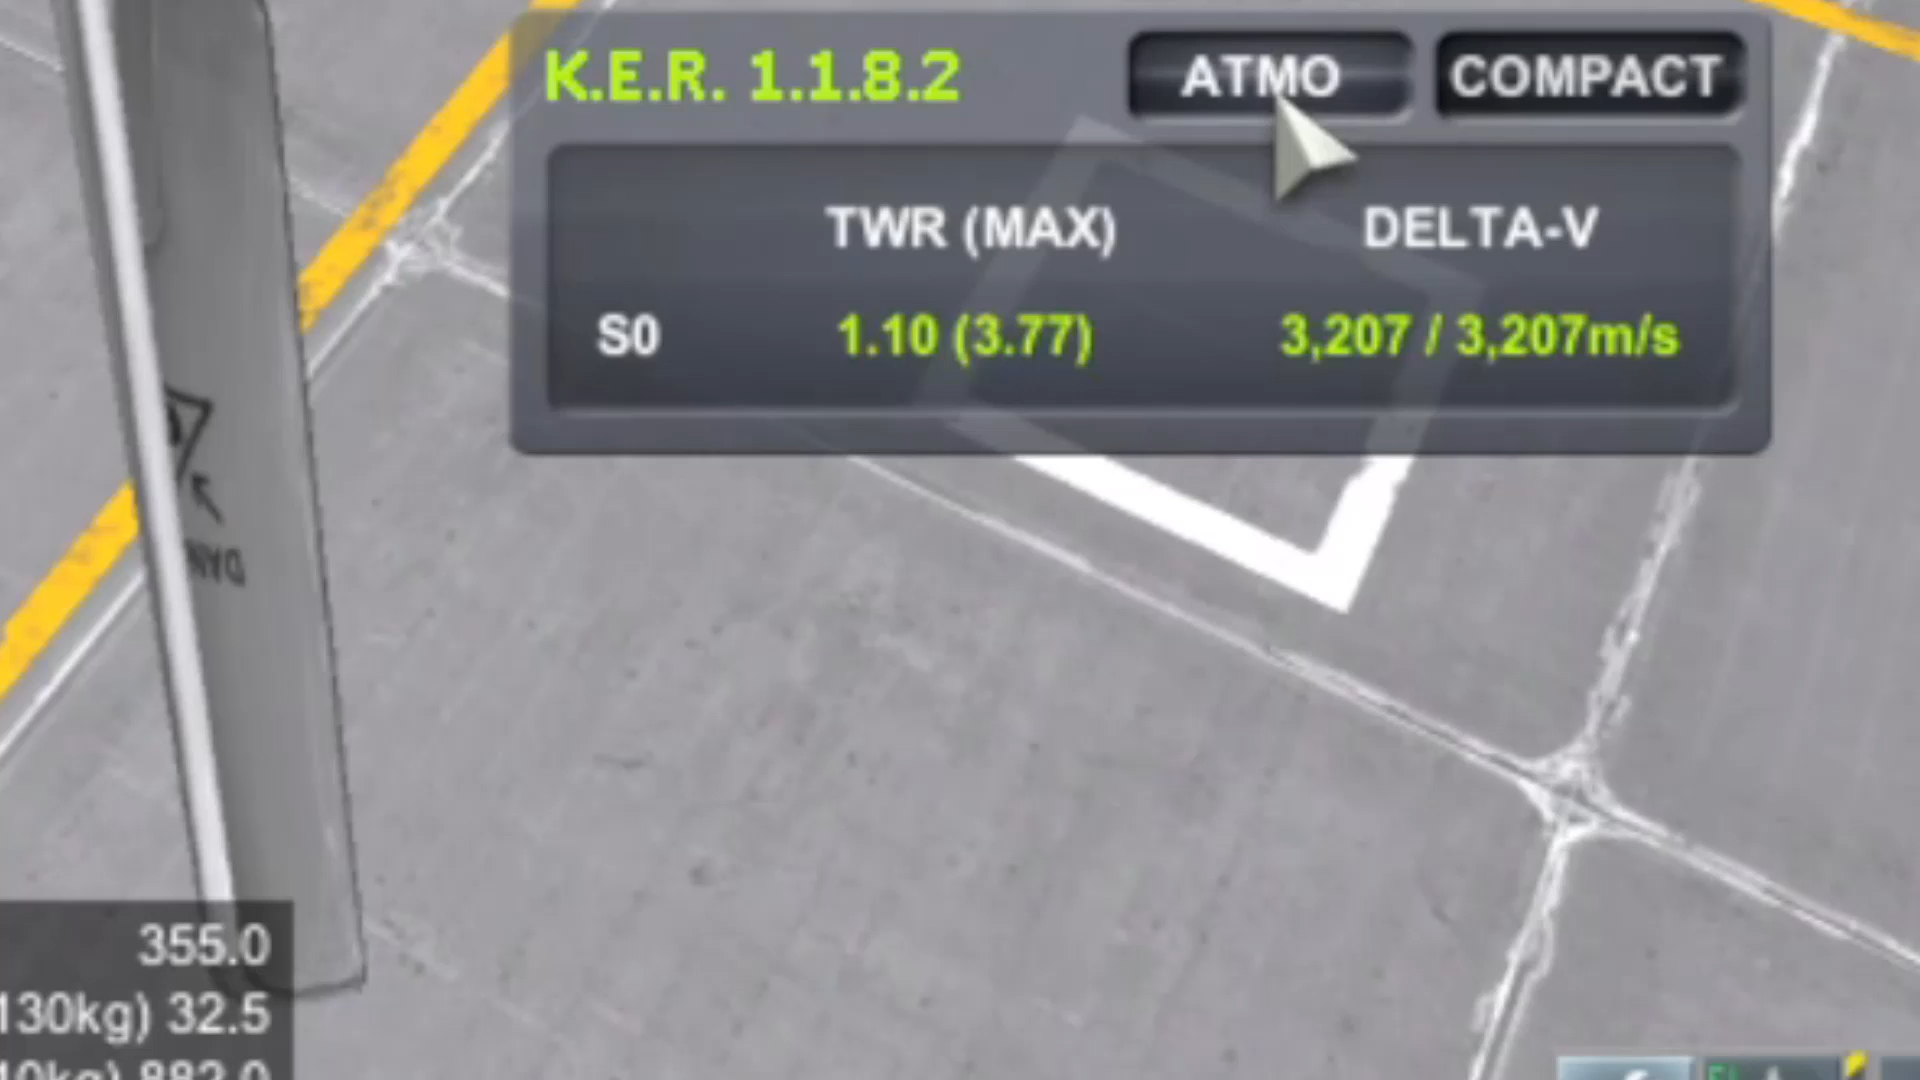 K.E.R. 1.1.8.2 ATMO COMPACT
TWR (MAX) DELTA-V
S0 1.10 (3.77) 3,207 / 3,207m/s
355.0
130kg) 32.5